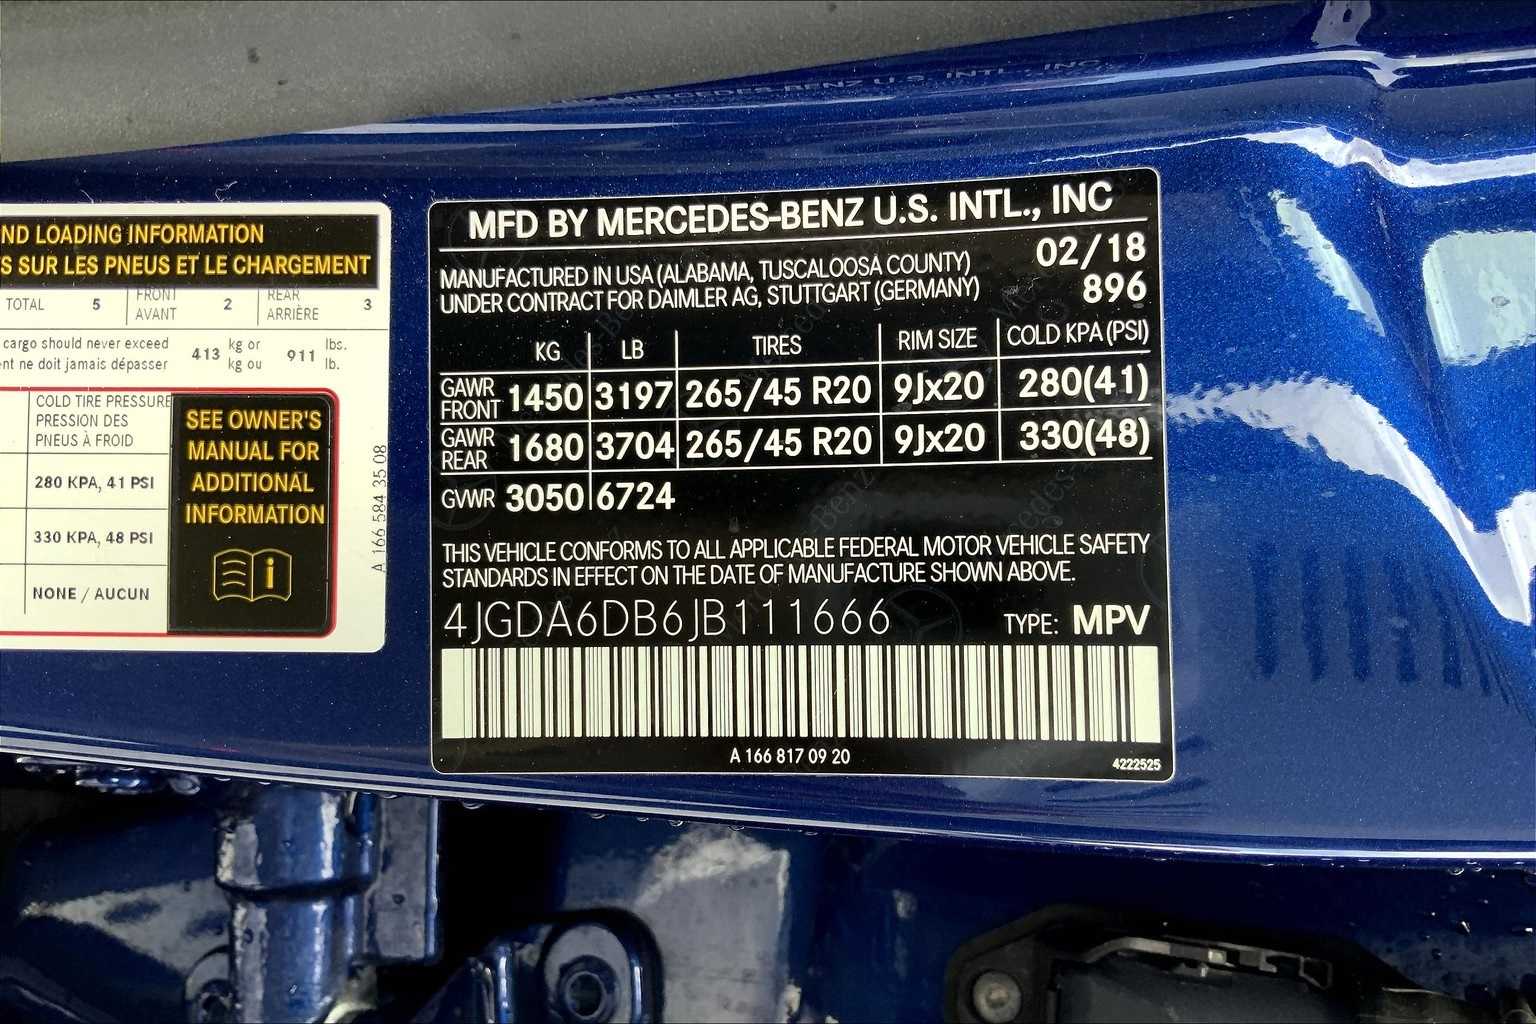 ND LOADING INFORMATION
S SUR LES PNEUS ET LE CHARGEMENT
TOTAL 5 FRONT AVANT 2 REAR ARRIÈRE 3
cargo should never exceed
ent ne doit jamais dépasser
413 kg or kg ou 911 lbs. lb.
COLD TIRE PRESSURE
PRESSION DES
PNEUS À FROID
280 KPA, 41 PSI
330 KPA, 48 PSI
NONE / AUCUN
SEE OWNER'S
MANUAL FOR
ADDITIONAL
INFORMATION
A 166 584 35 08
MFD BY MERCEDES-BENZ U.S. INTL., INC
MANUFACTURED IN USA (ALABAMA, TUSCALOOSA COUNTY) 02/18
UNDER CONTRACT FOR DAIMLER AG, STUTTGART (GERMANY) 896
KG LB TIRES RIM SIZE COLD KPA (PSI)
GAWR FRONT 1450 3197 265/45 R20 9Jx20 280(41)
GAWR REAR 1680 3704 265/45 R20 9Jx20 330(48)
GVWR 3050 6724
THIS VEHICLE CONFORMS TO ALL APPLICABLE FEDERAL MOTOR VEHICLE SAFETY
STANDARDS IN EFFECT ON THE DATE OF MANUFACTURE SHOWN ABOVE.
4JGDA6DB6JB111666 TYPE: MPV
A 166 817 09 20
4222525